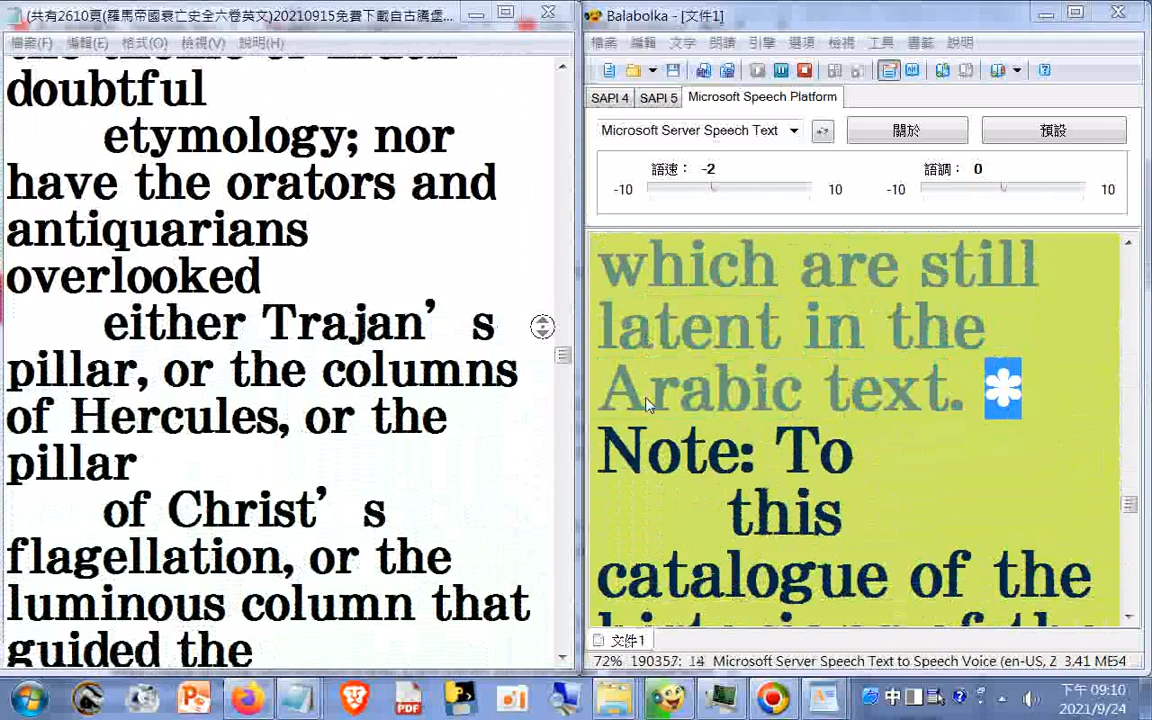 (共有2610頁(羅馬帝國衰亡史全六卷英文)20210915免費下載自古騰堡...
檔案(F) 編輯(E) 格式(O) 檢視(V) 說明(H)
doubtful
etymology; nor
have the orators and
antiquarians
overlooked
either Trajan’s
pillar, or the columns
of Hercules, or the
pillar
of Christ’s
flagellation, or the
luminous column that
guided the
Balabolka - [文件1]
檔案 編輯 文字 朗讀 引擎 選項 檢視 工具 書籤 說明
SAPI 4 SAPI 5 Microsoft Speech Platform
Microsoft Server Speech Text 關於 預設
語速: -2 語調: 0
-10 10 -10 10
which are still
latent in the
Arabic text. *
Note: To
this
catalogue of the
文件1
72% 190357: 14 Microsoft Server Speech Text to Speech Voice (en-US, Z 3,41 ME54
中 下午 09:10
2021/9/24